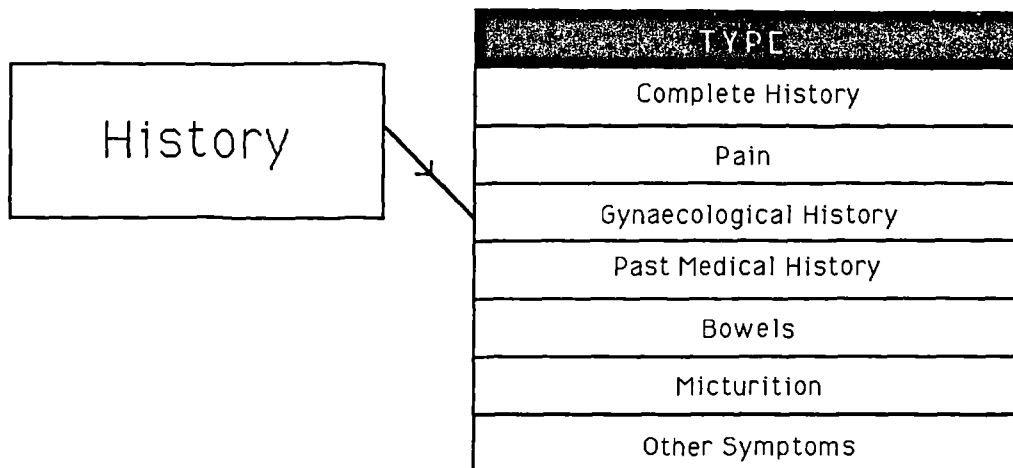 History
TYPE
Complete History
Pain
Gynaecological History
Past Medical History
Bowels
Micturition
Other Symptoms